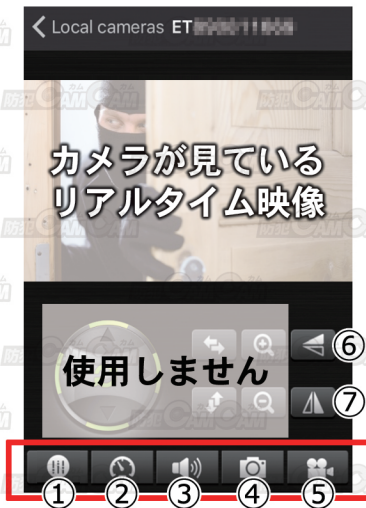 Local cameras ET
カメラが見ている
リアルタイム映像
使用しません
⑥
⑦
① ② ③ ④ ⑤